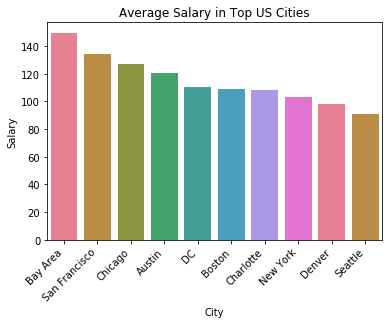 Average Salary in Top US Cities
Salary
140
120
100
80
60
40
20
0
Bay Area
San Francisco
Chicago
Austin
DC
Boston
Charlotte
New York
Denver
Seattle
City